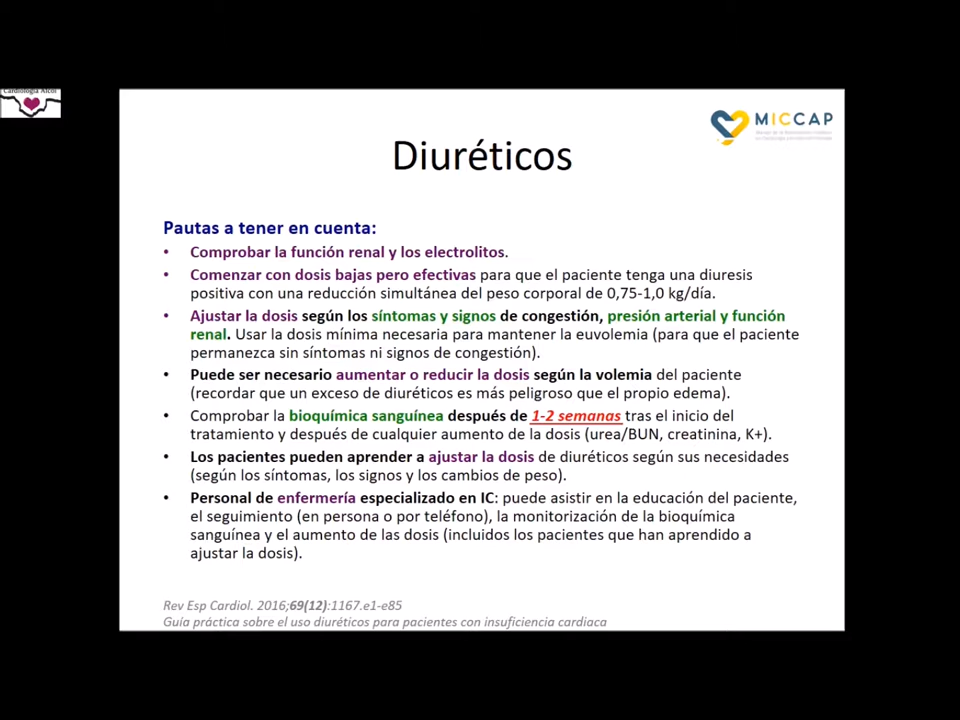 Cardiología Alcoi
MICCAP
Diuréticos
Pautas a tener en cuenta:
• Comprobar la función renal y los electrolitos.
• Comenzar con dosis bajas pero efectivas para que el paciente tenga una diuresis
positiva con una reducción simultánea del peso corporal de 0,75-1,0 kg/día.
• Ajustar la dosis según los síntomas y signos de congestión, presión arterial y función
renal. Usar la dosis mínima necesaria para mantener la euvolemia (para que el paciente
permanezca sin síntomas ni signos de congestión).
• Puede ser necesario aumentar o reducir la dosis según la volemia del paciente
(recordar que un exceso de diuréticos es más peligroso que el propio edema).
• Comprobar la bioquímica sanguínea después de 1-2 semanas tras el inicio del
tratamiento y después de cualquier aumento de la dosis (urea/BUN, creatinina, K+).
• Los pacientes pueden aprender a ajustar la dosis de diuréticos según sus necesidades
(según los síntomas, los signos y los cambios de peso).
• Personal de enfermería especializado en IC: puede asistir en la educación del paciente,
el seguimiento (en persona o por teléfono), la monitorización de la bioquímica
sanguínea y el aumento de las dosis (incluidos los pacientes que han aprendido a
ajustar la dosis).
Rev Esp Cardiol. 2016;69(12):1167.e1-e85
Guía práctica sobre el uso diuréticos para pacientes con insuficiencia cardiaca